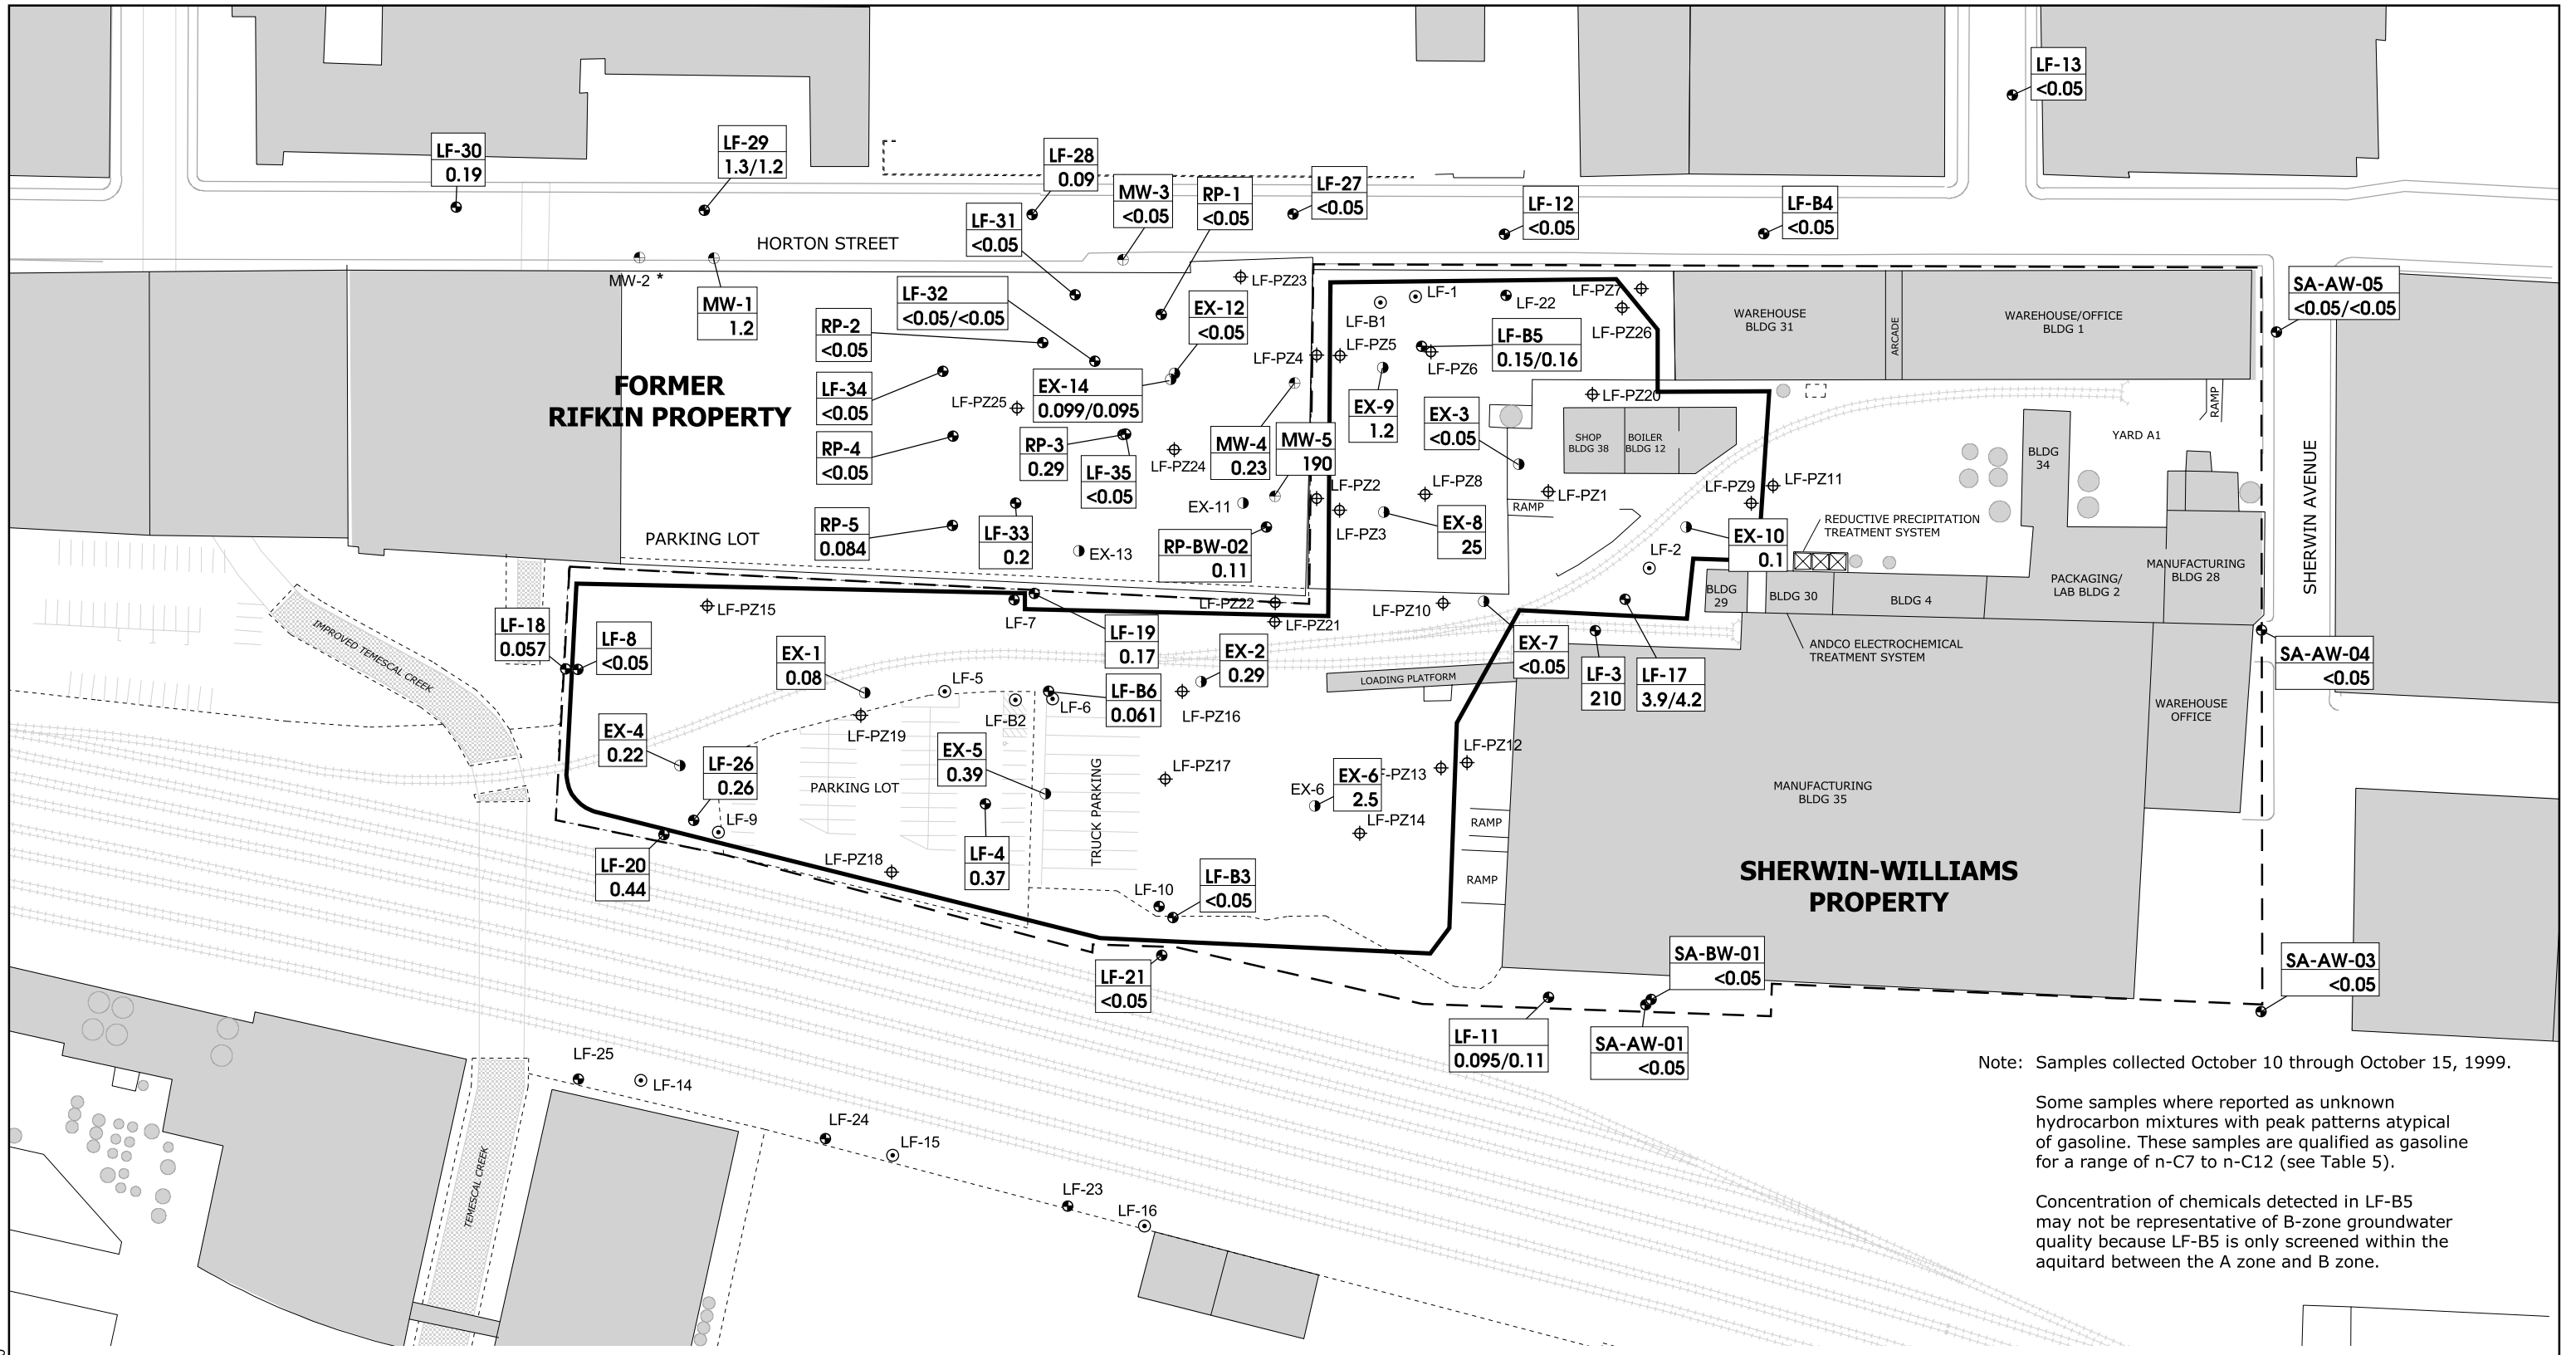 LF-13
<0.05
LF-30
0.19
LF-29
1.3/1.2
LF-28
0.09
MW-3
<0.05
RP-1
<0.05
LF-27
<0.05
LF-12
<0.05
LF-B4
<0.05
LF-31
<0.05
HORTON STREET
MW-2 *
MW-1
1.2
LF-32
<0.05/<0.05
LF-PZ23
EX-12
<0.05
RP-2
<0.05
LF-B1
LF-1
LF-22
LF-PZ7
LF-PZ26
WAREHOUSE
BLDG 31
ARCADE
WAREHOUSE/OFFICE
BLDG 1
SA-AW-05
<0.05/<0.05
LF-PZ4
LF-PZ5
LF-PZ6
LF-B5
0.15/0.16
FORMER
RIFKIN PROPERTY
LF-34
<0.05
EX-14
0.099/0.095
LF-PZ25
EX-9
1.2
EX-3
<0.05
LF-PZ20
SHOP
BLDG 38
BOILER
BLDG 12
RAMP
YARD A1
BLDG
34
RP-4
<0.05
RP-3
0.29
LF-35
<0.05
LF-PZ24
MW-4
0.23
MW-5
190
LF-PZ2
LF-PZ3
LF-PZ8
LF-PZ1
RAMP
LF-PZ9
LF-PZ11
SHERWIN AVENUE
RP-5
0.084
LF-33
0.2
EX-11
EX-13
RP-BW-02
0.11
EX-8
25
LF-2
EX-10
0.1
REDUCTIVE PRECIPITATION
TREATMENT SYSTEM
PARKING LOT
BLDG
29
BLDG 30
BLDG 4
PACKAGING/
LAB BLDG 2
MANUFACTURING
BLDG 28
IMPROVED TEMESCAL CREEK
LF-18
0.057
LF-8
<0.05
LF-PZ15
LF-7
LF-19
0.17
LF-PZ22
LF-PZ21
LF-PZ10
EX-7
<0.05
LF-3
210
LF-17
3.9/4.2
ANDCO ELECTROCHEMICAL
TREATMENT SYSTEM
SA-AW-04
<0.05
EX-1
0.08
EX-2
0.29
LF-5
LF-B2
LF-6
LF-B6
0.061
LF-PZ16
LOADING PLATFORM
WAREHOUSE
OFFICE
EX-4
0.22
LF-PZ19
LF-26
0.26
EX-5
0.39
PARKING LOT
TRUCK PARKING
LF-PZ17
EX-6
EX-6
2.5
F-PZ13
LF-PZ12
LF-PZ14
MANUFACTURING
BLDG 35
RAMP
RAMP
LF-9
LF-20
0.44
LF-PZ18
LF-4
0.37
LF-10
LF-B3
<0.05
SHERWIN-WILLIAMS
PROPERTY
LF-21
<0.05
SA-BW-01
<0.05
SA-AW-03
<0.05
LF-11
0.095/0.11
SA-AW-01
<0.05
LF-25
LF-14
LF-24
LF-15
LF-23
LF-16
TEMESCAL CREEK
Note: Samples collected October 10 through October 15, 1999.
Some samples where reported as unknown
hydrocarbon mixtures with peak patterns atypical
of gasoline. These samples are qualified as gasoline
for a range of n-C7 to n-C12 (see Table 5).
Concentration of chemicals detected in LF-B5
may not be representative of B-zone groundwater
quality because LF-B5 is only screened within the
aquitard between the A zone and B zone.